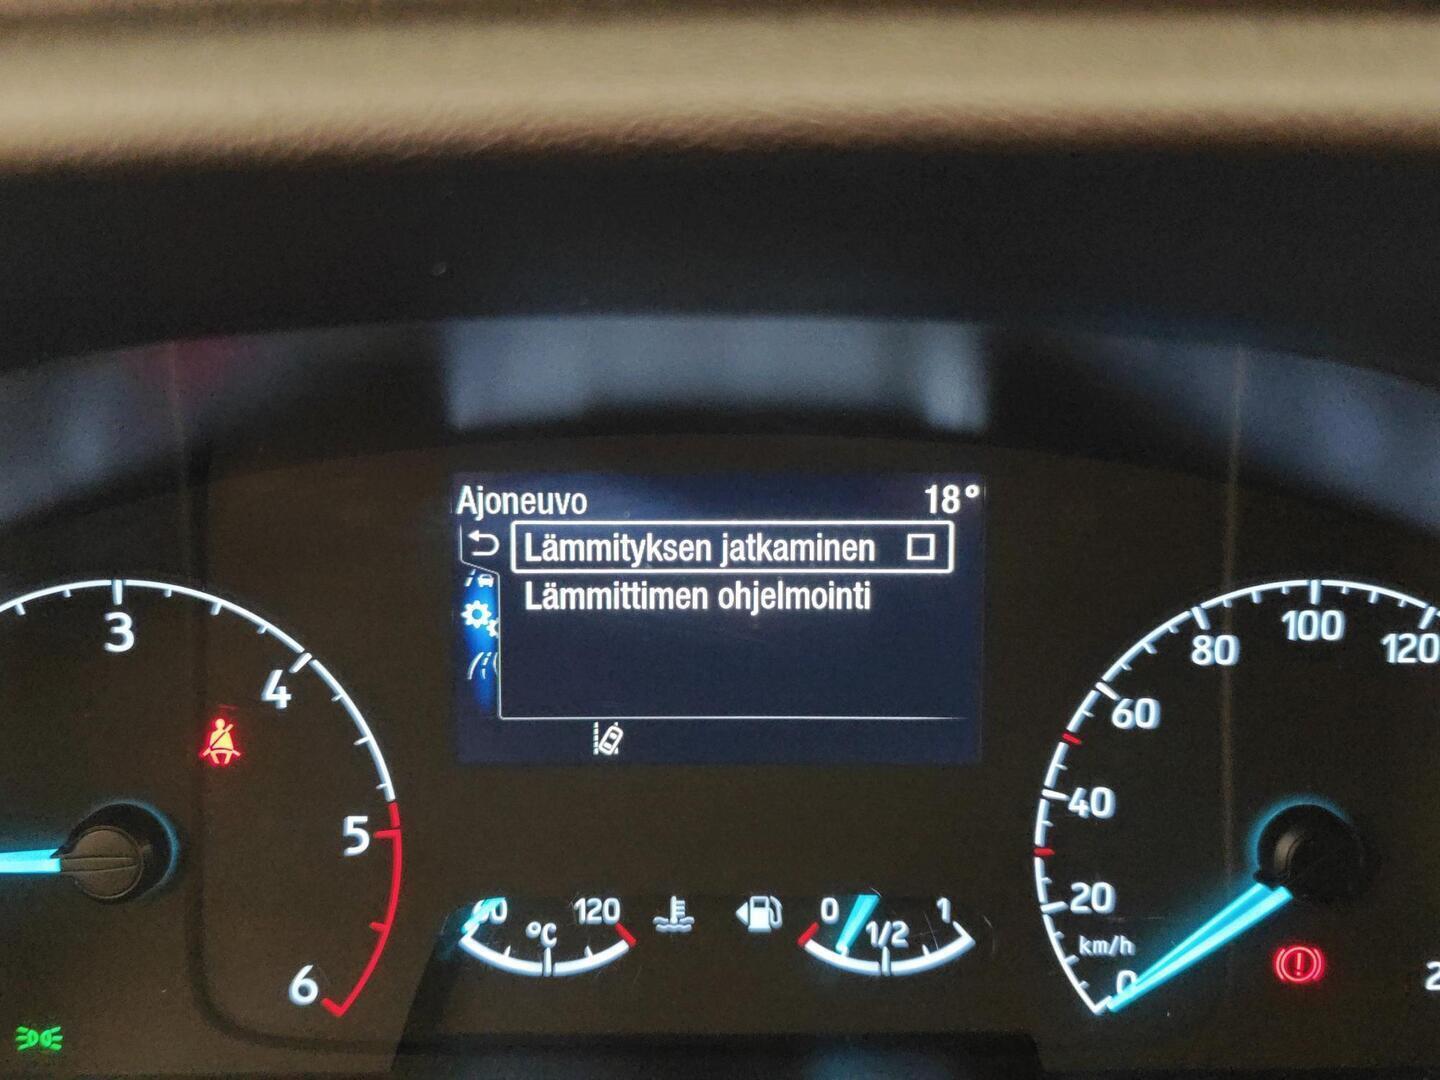 Ajoneuvo 18°
Lämmityksen jatkaminen
Lämmittimen ohjelmointi
3
4
5
6
60 120
°C
0 1/2 1
0 20 40 60 80 100 120
km/h